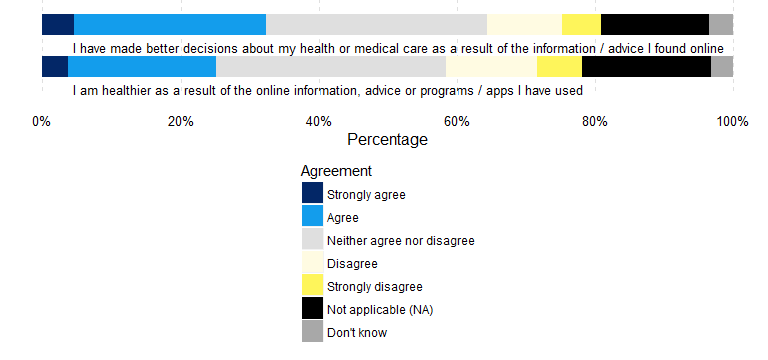 I have made better decisions about my health or medical care as a result of the information / advice I found online
I am healthier as a result of the online information, advice or programs / apps I have used
0% 20% 40% 60% 80% 100%
Percentage
Agreement
Strongly agree
Agree
Neither agree nor disagree
Disagree
Strongly disagree
Not applicable (NA)
Don't know